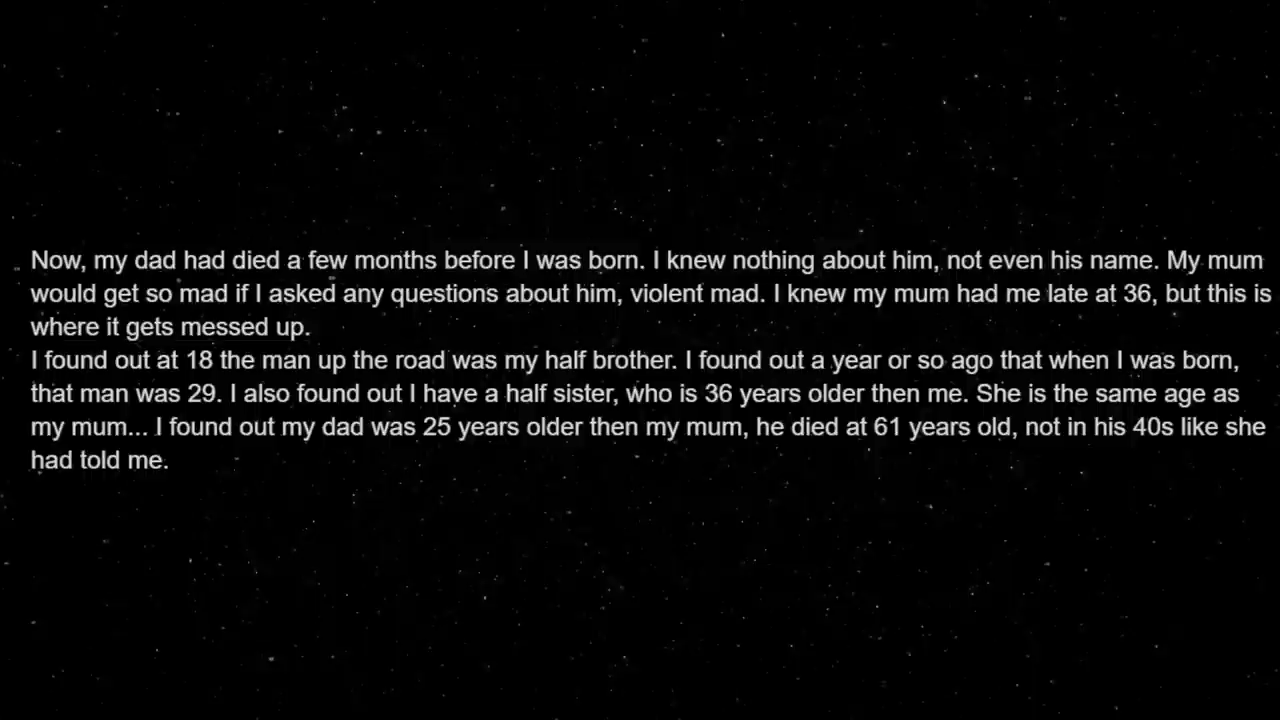 Now, my dad had died a few months before I was born. I knew nothing about him, not even his name. My mum
would get so mad if I asked any questions about him, violent mad. I knew my mum had me late at 36, but this is
where it gets messed up.
I found out at 18 the man up the road was my half brother. I found out a year or so ago that when I was born,
that man was 29. I also found out I have a half sister, who is 36 years older then me. She is the same age as
my mum... I found out my dad was 25 years older then my mum, he died at 61 years old, not in his 40s like she
had told me.